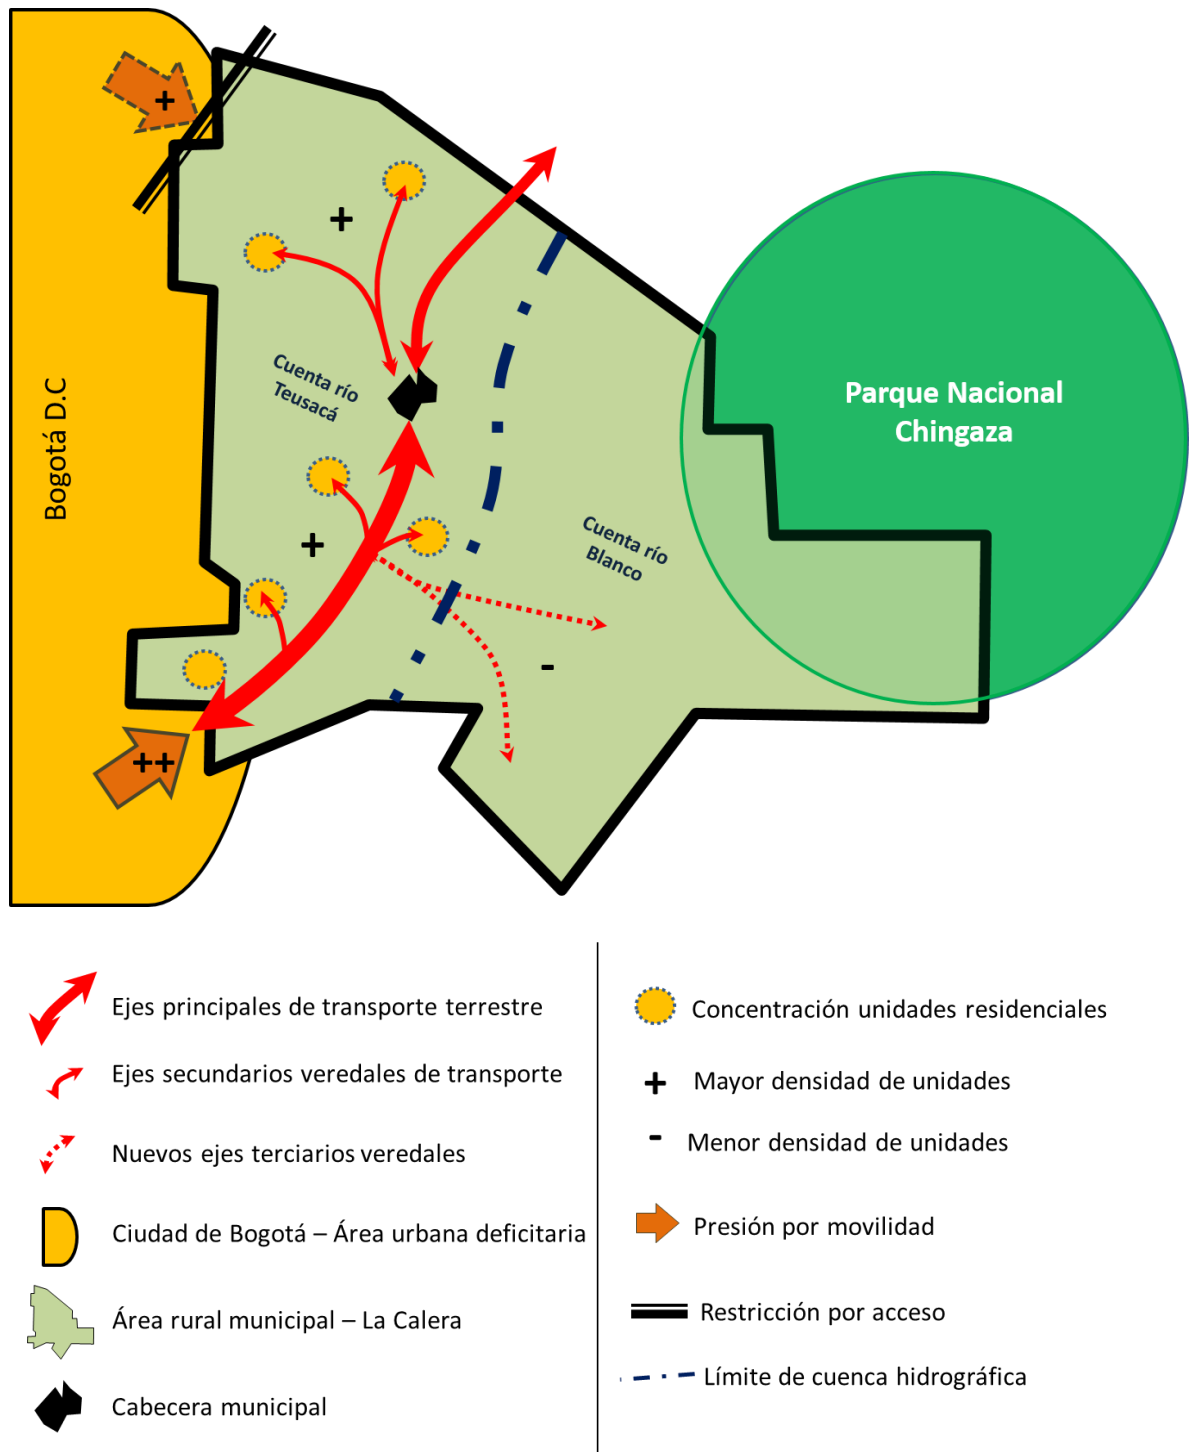 +
+
Bogotá D.C
Cuenta río
Teusacá
Parque Nacional
Chingaza
+
Cuenta río
Blanco
-
++
Ejes principales de transporte terrestre
Ejes secundarios veredales de transporte
Nuevos ejes terciarios veredales
Ciudad de Bogotá – Área urbana deficitaria
Área rural municipal – La Calera
Cabecera municipal
Concentración unidades residenciales
+ Mayor densidad de unidades
- Menor densidad de unidades
Presión por movilidad
Restricción por acceso
Límite de cuenca hidrográfica